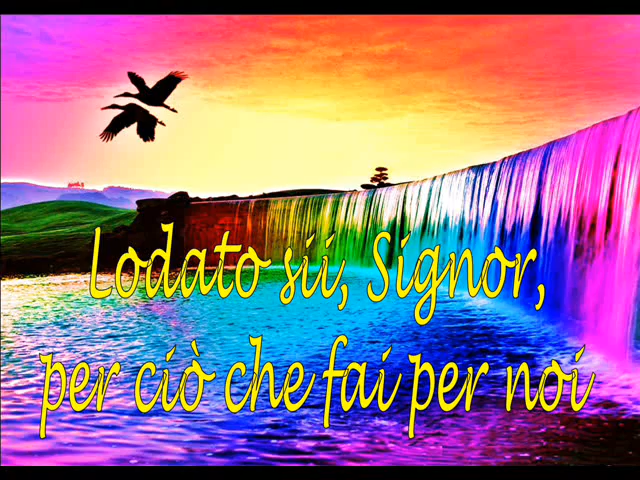 Lodato sii, Signor,
per ciò che fai per noi